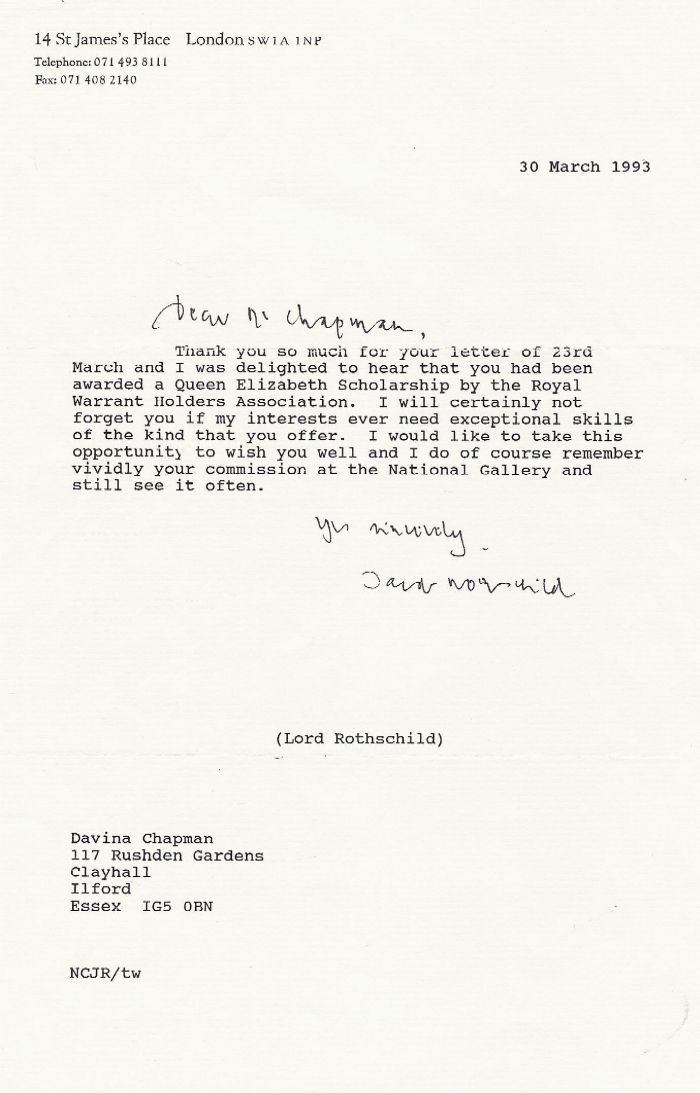 14 St James's Place London SW1A 1NP
Telephone: 071 493 8111
Fax: 071 408 2140
30 March 1993
Dear Chapman,
Thank you so much for your letter of 23rd
March and I was delighted to hear that you had been
awarded a Queen Elizabeth Scholarship by the Royal
Warrant Holders Association. I will certainly not
forget you if my interests ever need exceptional skills
of the kind that you offer. I would like to take this
opportunity to wish you well and I do of course remember
vividly your commission at the National Gallery and
still see it often.
sincerely
Rothschild
(Lord Rothschild)
Davina Chapman
117 Rushden Gardens
Clayhall
Ilford
Essex IG5 0BN
NCJR/tw